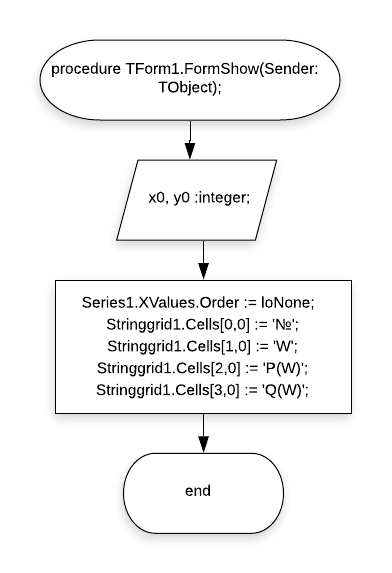 procedure TForm1.FormShow(Sender:
TObject);
x0, y0 :integer;
Series1.XValues.Order := loNone;
Stringgrid1.Cells[0,0] := '№';
Stringgrid1.Cells[1,0] := 'W';
Stringgrid1.Cells[2,0] := 'P(W)';
Stringgrid1.Cells[3,0] := 'Q(W)';
end